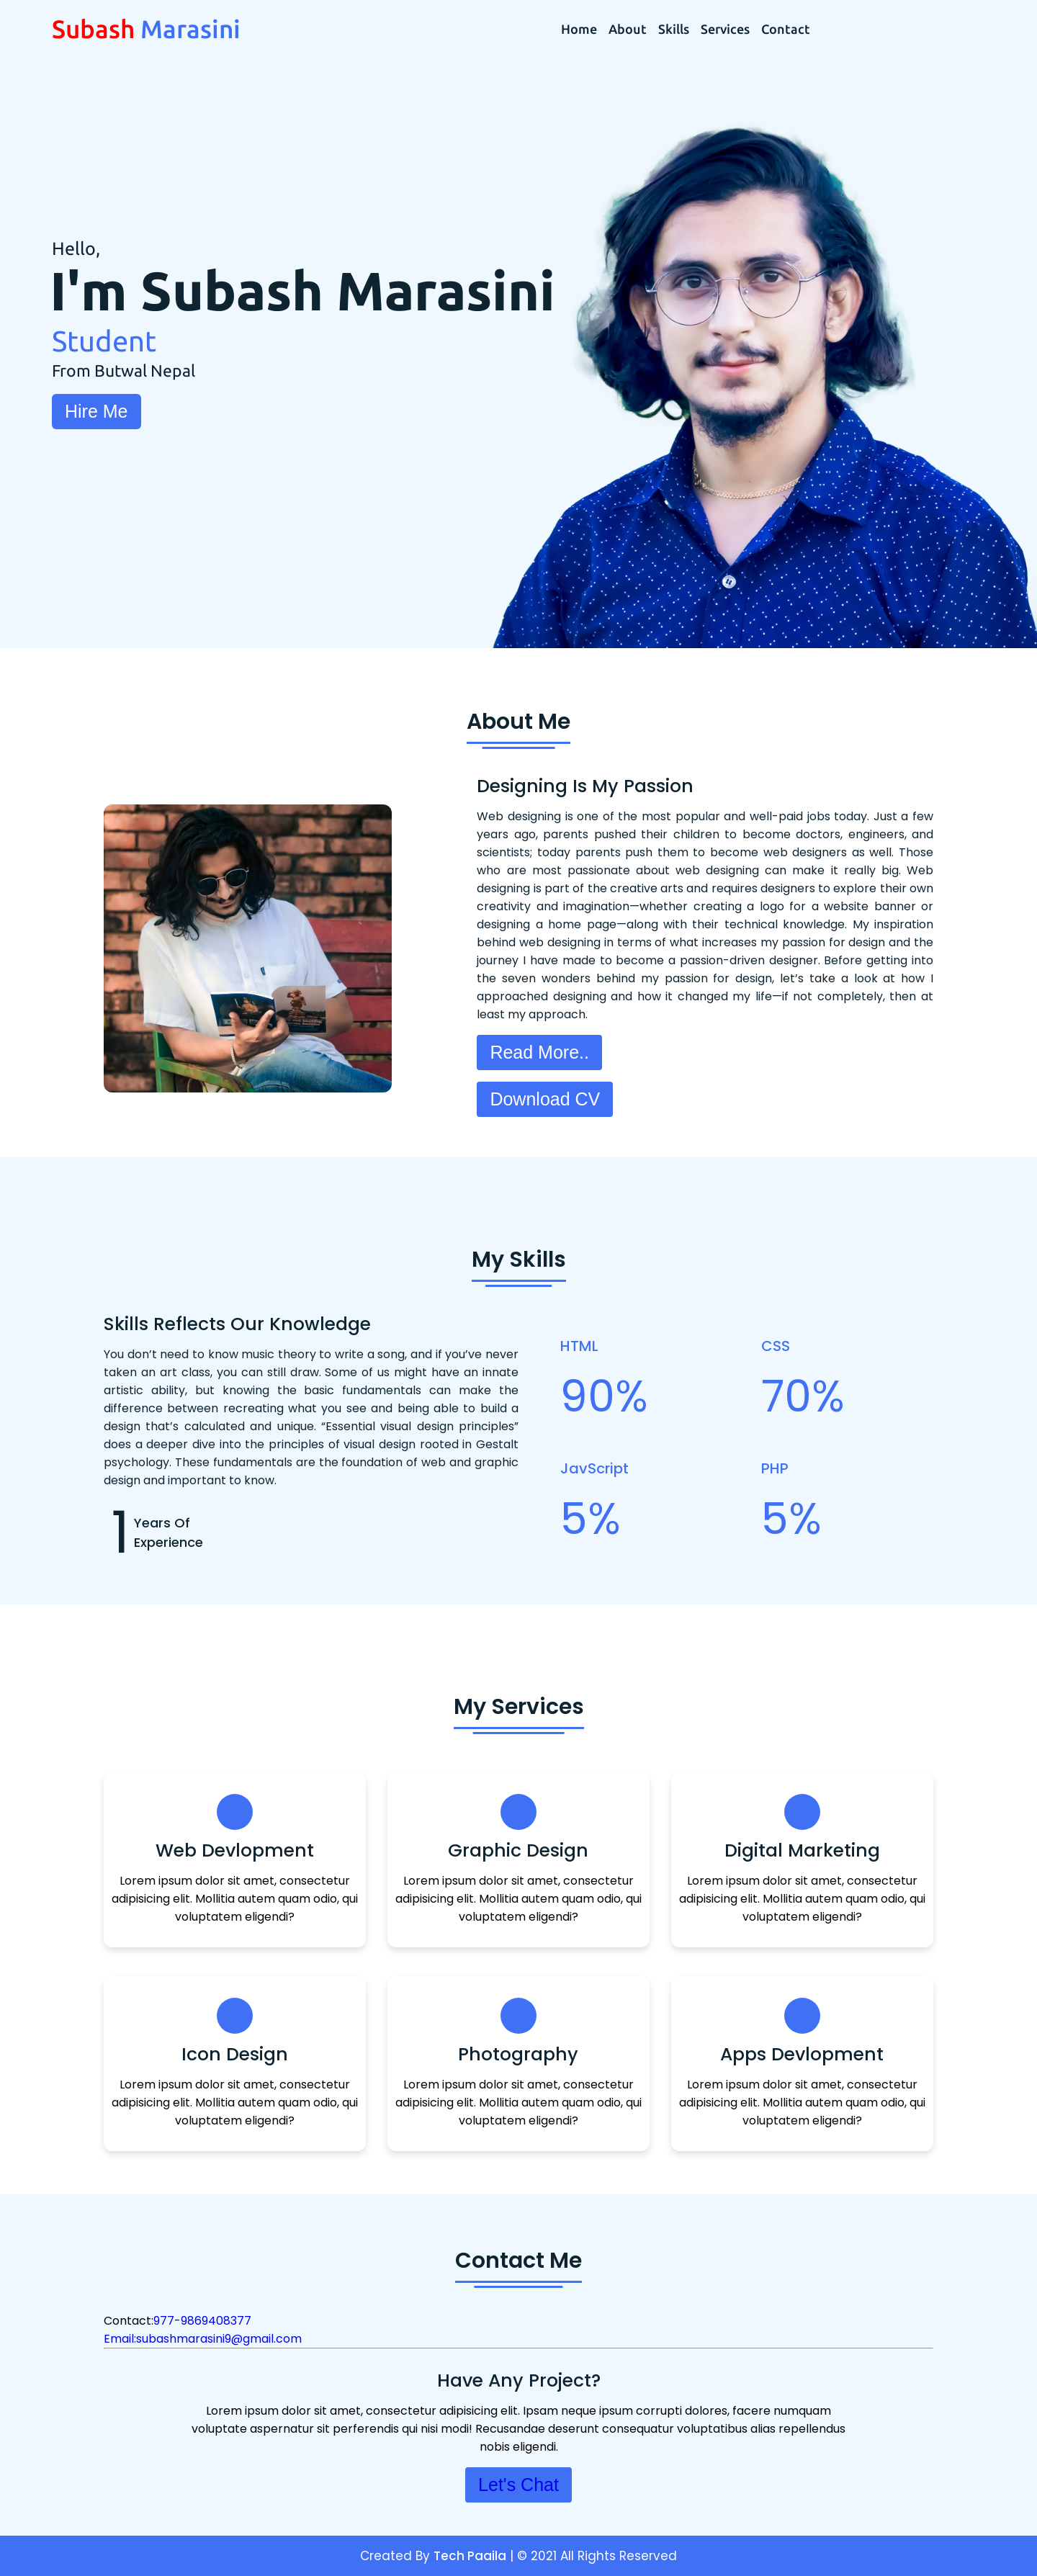 Subash Marasini
Home About Skills Services Contact
Hello,
I'm Subash Marasini
Student
From Butwal Nepal
Hire Me
About Me
Designing Is My Passion
Web designing is one of the most popular and well-paid jobs today. Just a few
years ago, parents pushed their children to become doctors, engineers, and
scientists; today parents push them to become web designers as well. Those
who are most passionate about web designing can make it really big. Web
designing is part of the creative arts and requires designers to explore their own
creativity and imagination—whether creating a logo for a website banner or
designing a home page—along with their technical knowledge. My inspiration
behind web designing in terms of what increases my passion for design and the
journey I have made to become a passion-driven designer. Before getting into
the seven wonders behind my passion for design, let’s take a look at how I
approached designing and how it changed my life—if not completely, then at
least my approach.
Read More..
Download CV
My Skills
Skills Reflects Our Knowledge
You don’t need to know music theory to write a song, and if you’ve never
taken an art class, you can still draw. Some of us might have an innate
artistic ability, but knowing the basic fundamentals can make the
difference between recreating what you see and being able to build a
design that’s calculated and unique. “Essential visual design principles”
does a deeper dive into the principles of visual design rooted in Gestalt
psychology. These fundamentals are the foundation of web and graphic
design and important to know.
1 Years Of
Experience
HTML
90%
CSS
70%
JavScript
5%
PHP
5%
My Services
Web Devlopment
Lorem ipsum dolor sit amet, consectetur
adipisicing elit. Mollitia autem quam odio, qui
voluptatem eligendi?
Graphic Design
Lorem ipsum dolor sit amet, consectetur
adipisicing elit. Mollitia autem quam odio, qui
voluptatem eligendi?
Digital Marketing
Lorem ipsum dolor sit amet, consectetur
adipisicing elit. Mollitia autem quam odio, qui
voluptatem eligendi?
Icon Design
Lorem ipsum dolor sit amet, consectetur
adipisicing elit. Mollitia autem quam odio, qui
voluptatem eligendi?
Photography
Lorem ipsum dolor sit amet, consectetur
adipisicing elit. Mollitia autem quam odio, qui
voluptatem eligendi?
Apps Devlopment
Lorem ipsum dolor sit amet, consectetur
adipisicing elit. Mollitia autem quam odio, qui
voluptatem eligendi?
Contact Me
Contact:977-9869408377
Email:subashmarasini9@gmail.com
Have Any Project?
Lorem ipsum dolor sit amet, consectetur adipisicing elit. Ipsam neque ipsum corrupti dolores, facere numquam
voluptate aspernatur sit perferendis qui nisi modi! Recusandae deserunt consequatur voluptatibus alias repellendus
nobis eligendi.
Let's Chat
Created By Tech Paaila | © 2021 All Rights Reserved